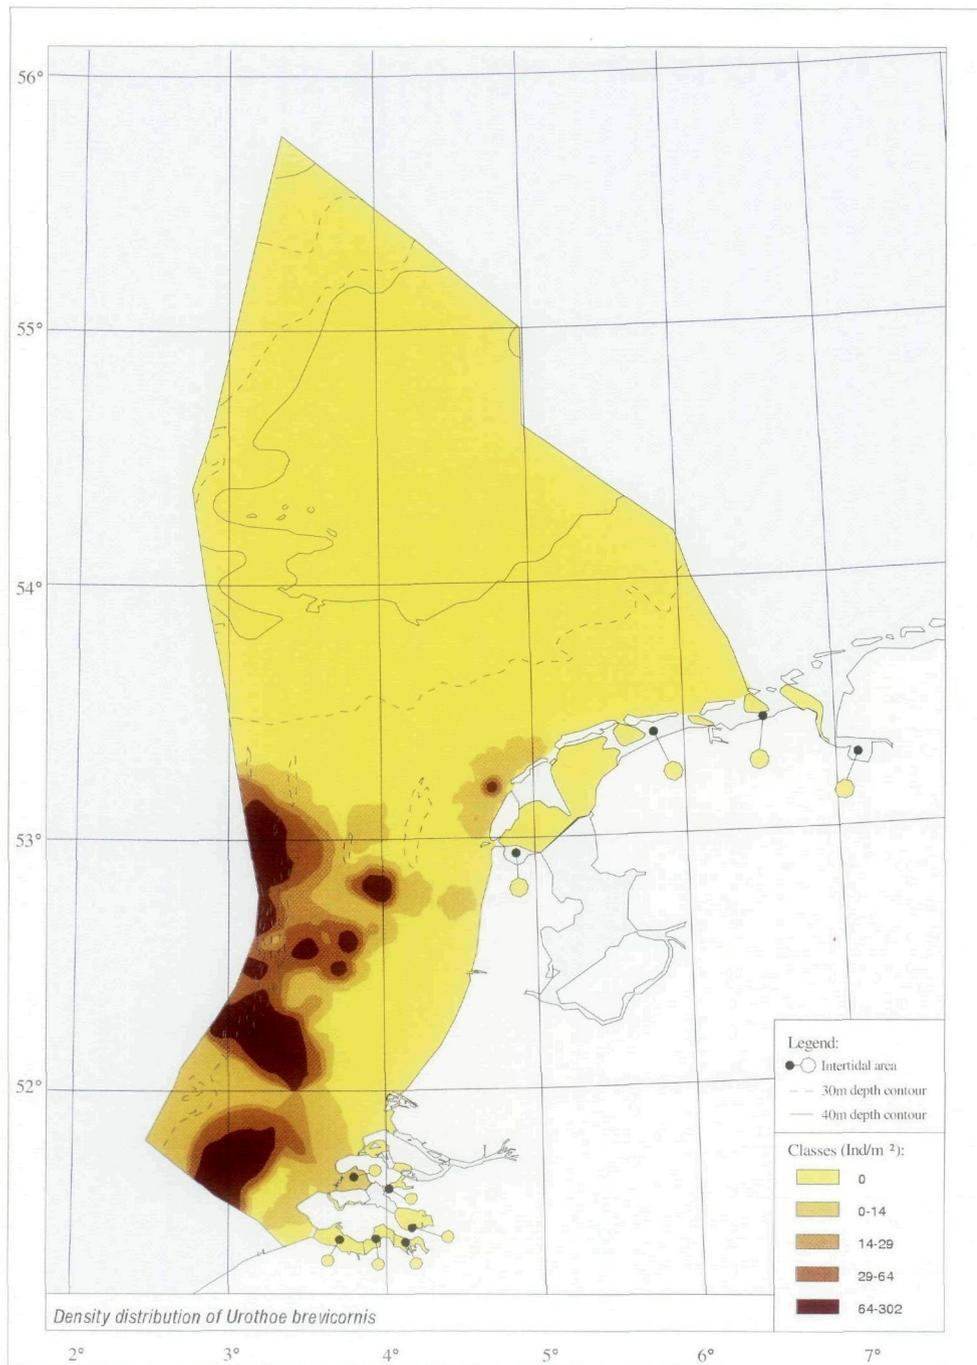 56°
55°
54°
53°
52°
Legend:
Intertidal area
30m depth contour
40m depth contour
Classes (Ind/m ²):
0
0-14
14-29
29-64
64-302
Density distribution of Urothoe brevicornis
2° 3° 4° 5° 6° 7°